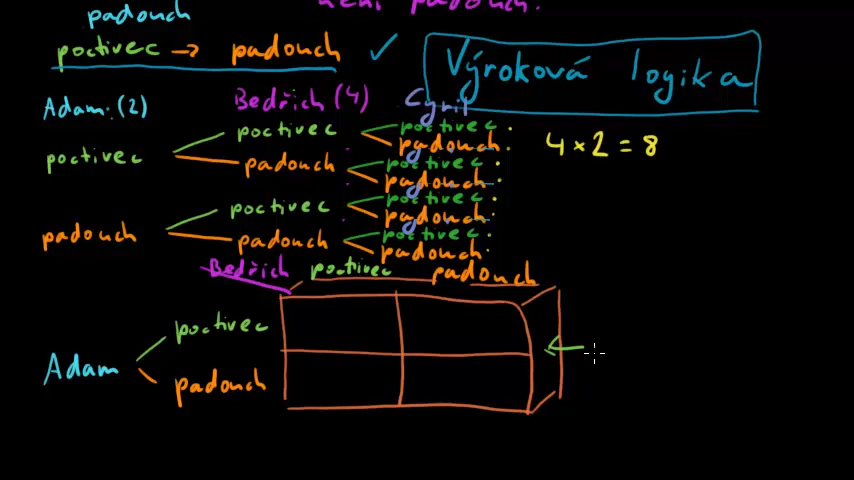 není padouch.
padouch
poctivec → padouch ✓
Výroková logika
Adam: (2)
Bedřich (4)
Cyril
poctivec
poctivec
poctivec:
padouch:
4 × 2 = 8
padouch
poctivec
padouch
padouch
poctivec
poctivec
padouch
padouch
poctivec
padouch
Bedřich poctivec padouch
Adam
poctivec
padouch